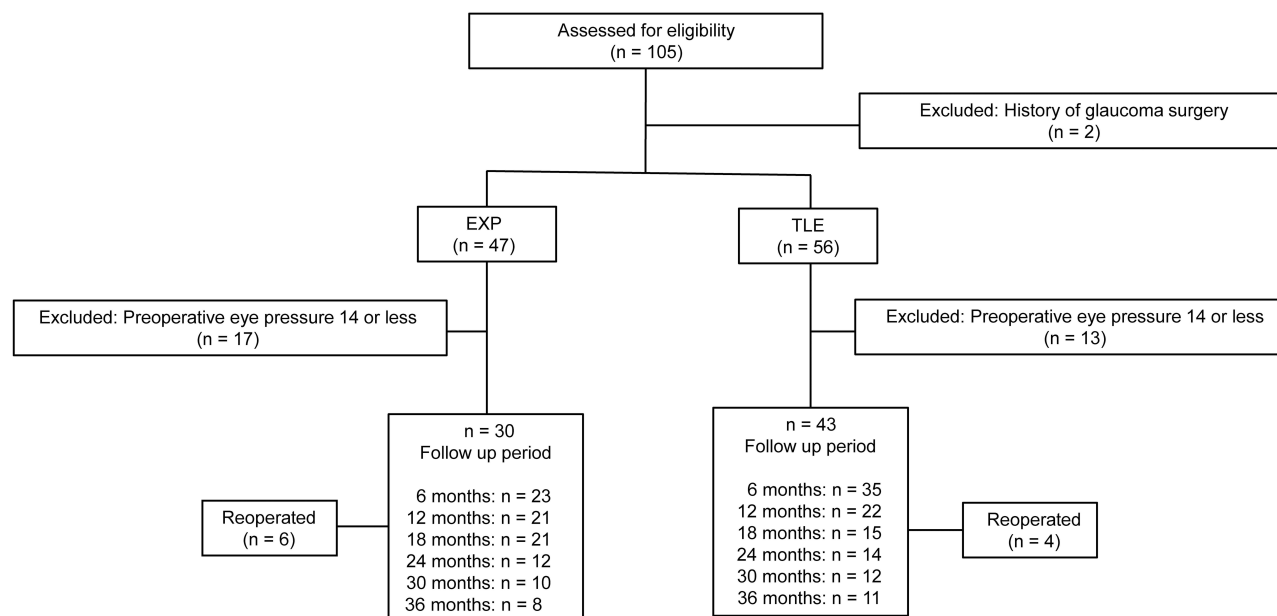 Assessed for eligibility
(n = 105)
Excluded: History of glaucoma surgery
(n = 2)
EXP
(n = 47)
TLE
(n = 56)
Excluded: Preoperative eye pressure 14 or less
(n = 17)
Excluded: Preoperative eye pressure 14 or less
(n = 13)
n = 30
Follow up period
6 months: n = 23
12 months: n = 21
18 months: n = 21
24 months: n = 12
30 months: n = 10
36 months: n = 8
Reoperated
(n = 6)
n = 43
Follow up period
6 months: n = 35
12 months: n = 22
18 months: n = 15
24 months: n = 14
30 months: n = 12
36 months: n = 11
Reoperated
(n = 4)